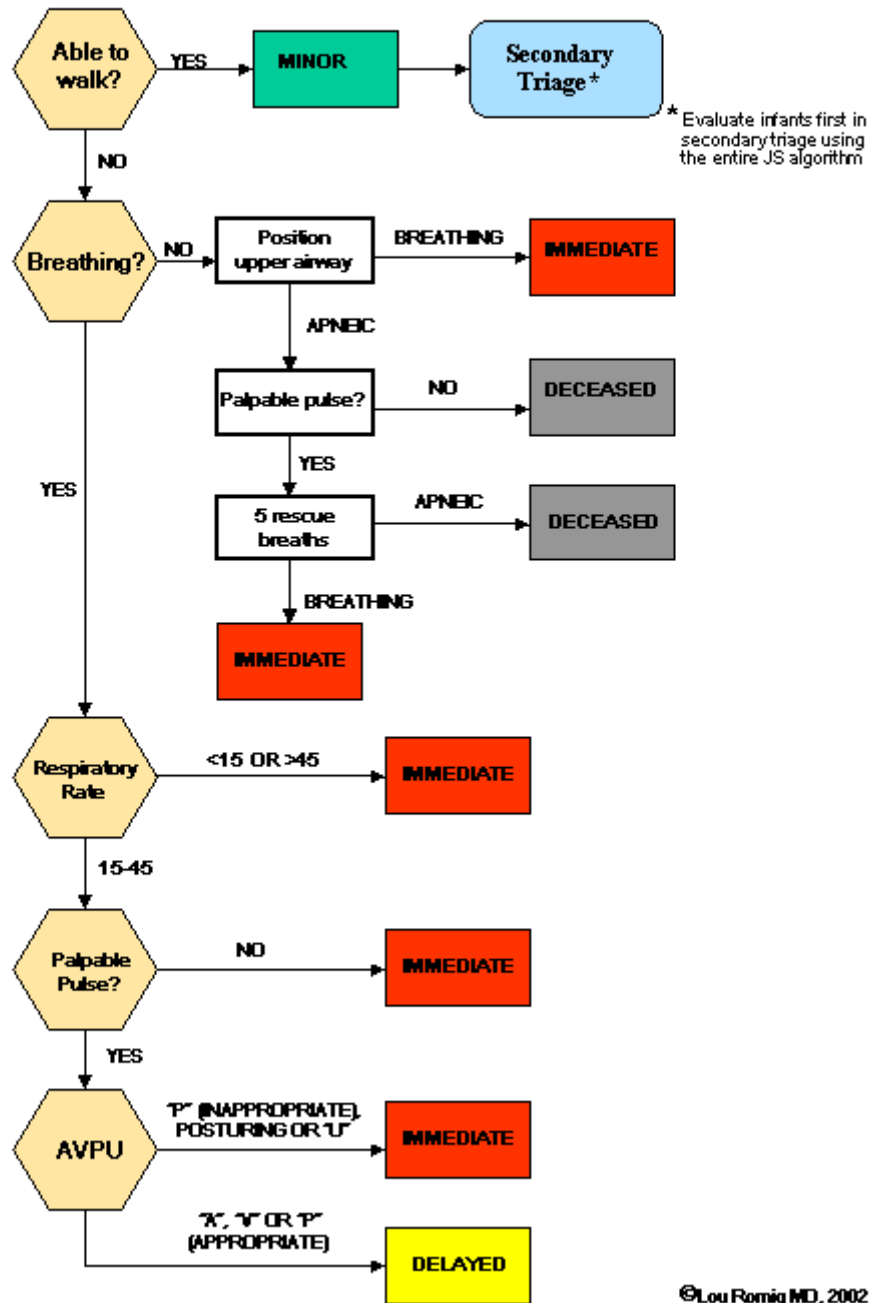 Able to
walk?
YES
MINOR
Secondary
Triage*
* Evaluate infants first in
secondary triage using
the entire JS algorithm
NO
Breathing?
NO
Position
upper airway
BREATHING
IMMEDIATE
APNEIC
Palpable pulse?
NO
DECEASED
YES
YES
5 rescue
breaths
APNEIC
DECEASED
BREATHING
IMMEDIATE
Respiratory
Rate
<15 OR >45
IMMEDIATE
15-45
Palpable
Pulse?
NO
IMMEDIATE
YES
AVPU
"P" (INAPPROPRIATE),
POSTURING OR "U"
IMMEDIATE
"A", "V" OR "P"
(APPROPRIATE)
DELAYED
©Lou Romig MD, 2002